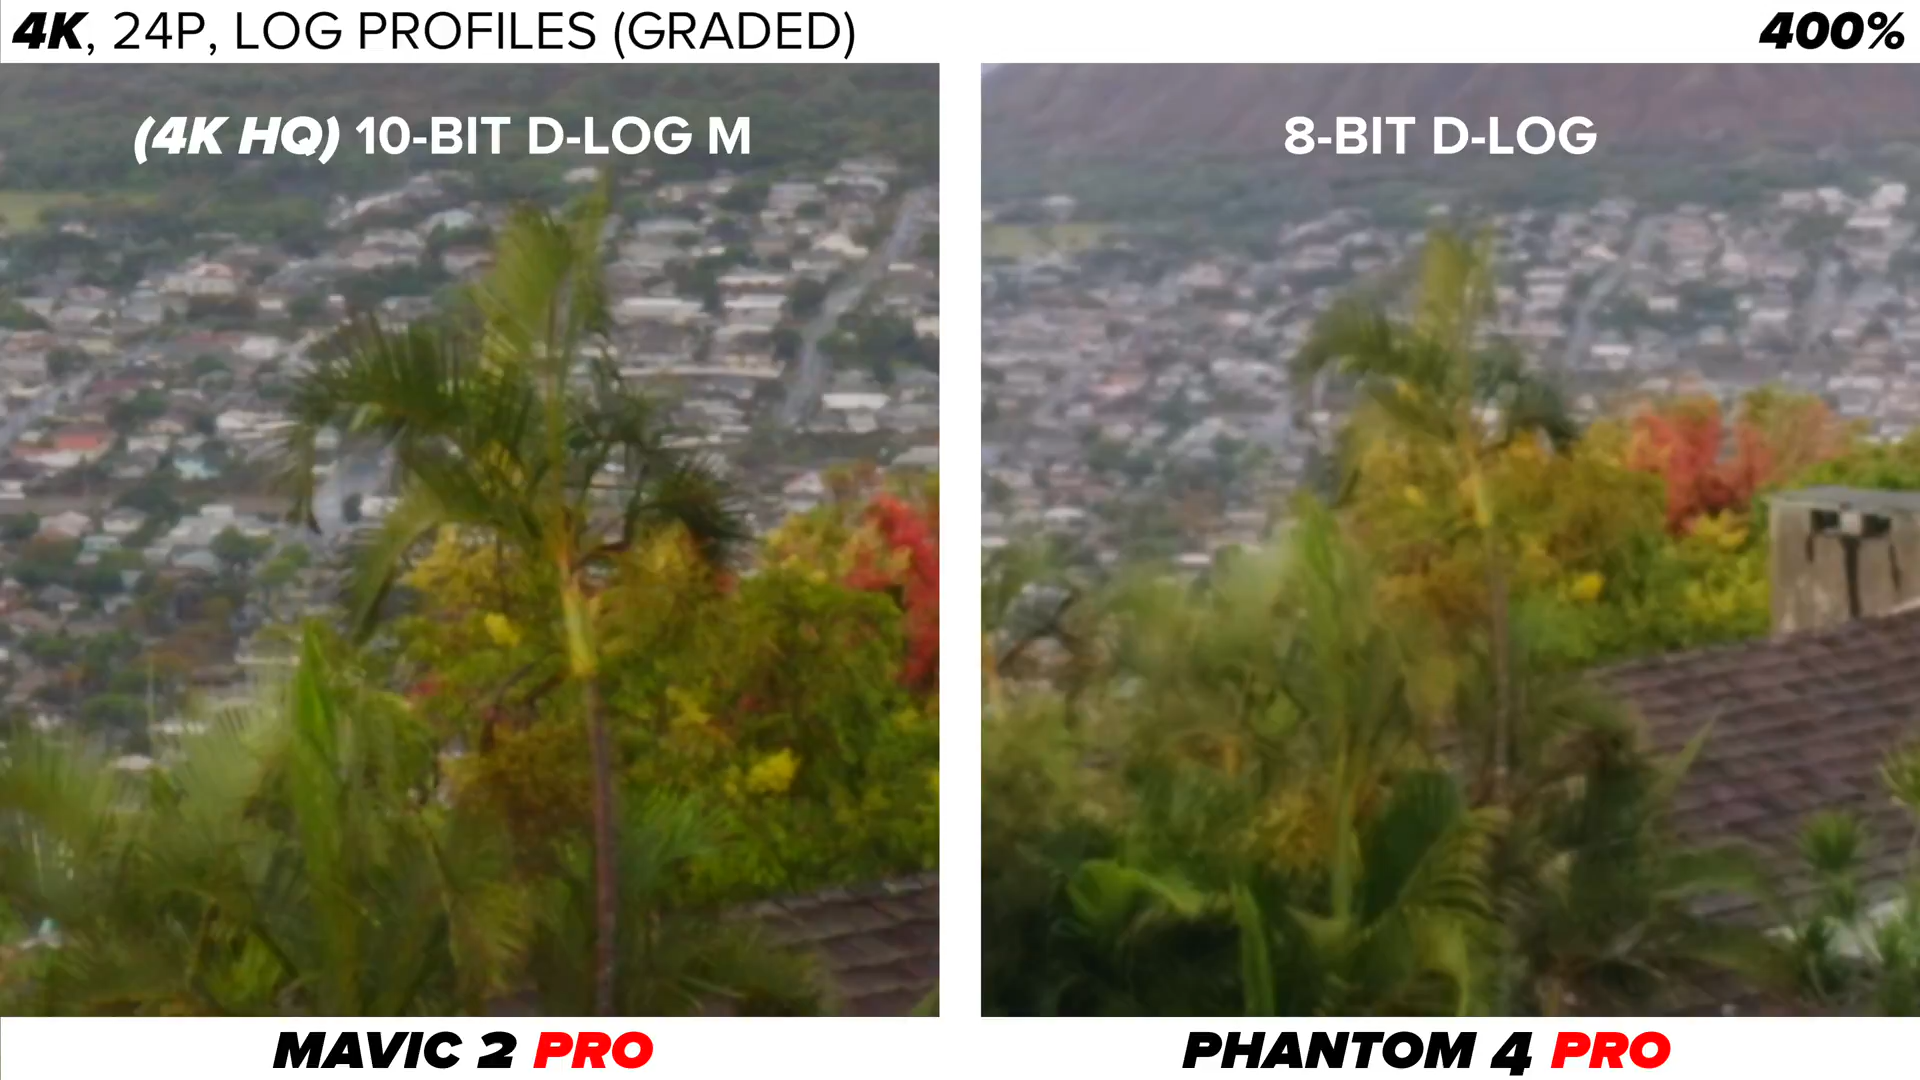 4K, 24P, LOG PROFILES (GRADED)
400%
(4K HQ) 10-BIT D-LOG M
8-BIT D-LOG
MAVIC 2 PRO
PHANTOM 4 PRO